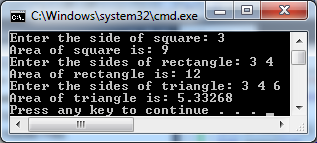 C:\Windows\system32\cmd.exe
Enter the side of square: 3
Area of square is: 9
Enter the sides of rectangle: 3 4
Area of rectangle is: 12
Enter the sides of triangle: 3 4 6
Area of triangle is: 5.33268
Press any key to continue . . .